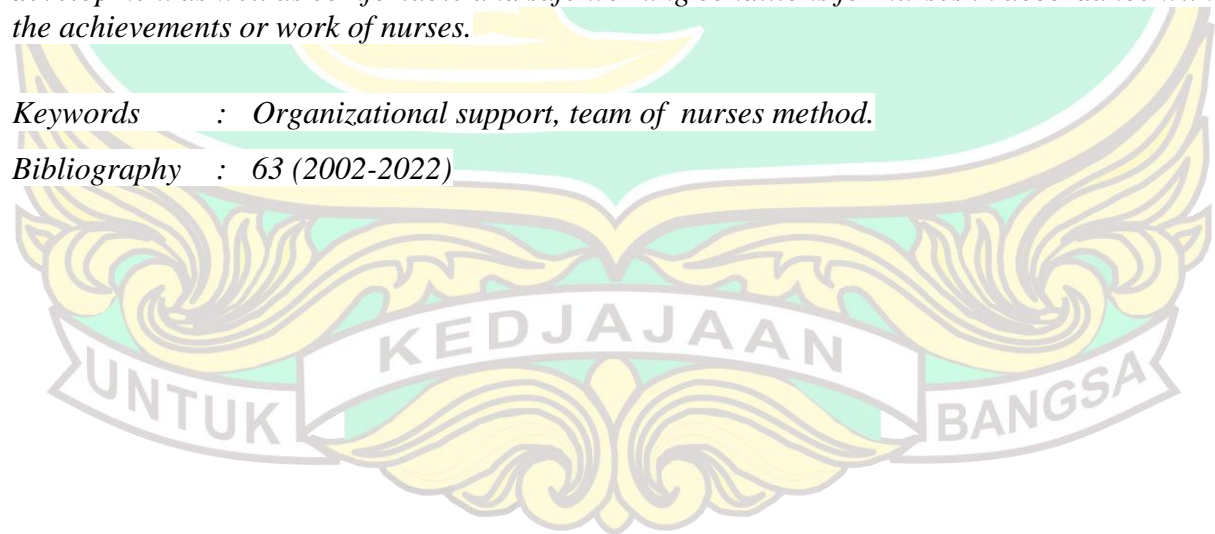 the achievements or work of nurses.
Keywords : Organizational support, team of nurses method.
Bibliography : 63 (2002-2022)
UNTUK KEDJAJAAN BANGSA